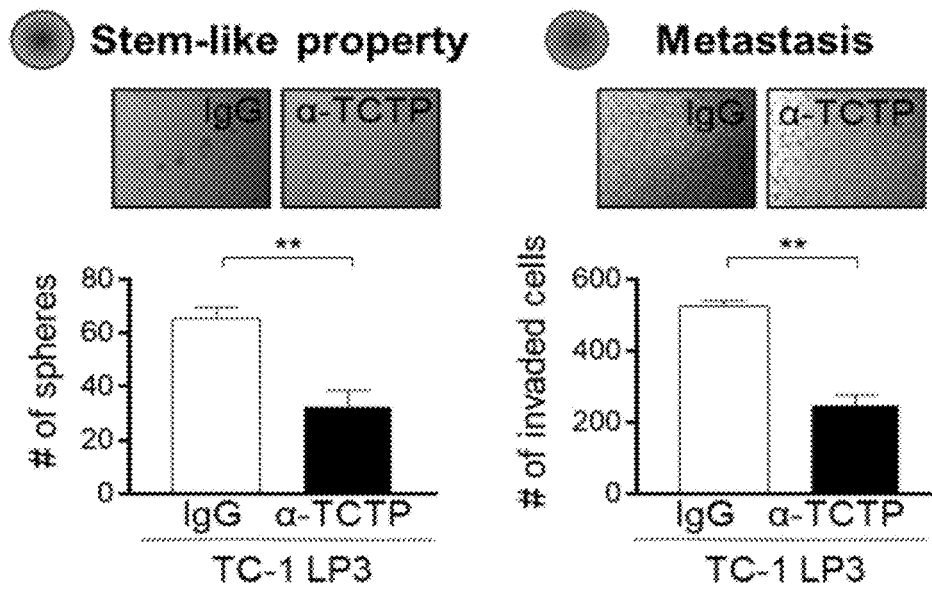 Stem-like property
IgG
α-TCTP
**
# of spheres
80
60
40
20
0
IgG
α-TCTP
TC-1 LP3
Metastasis
IgG
α-TCTP
**
# of invaded cells
600
400
200
0
IgG
α-TCTP
TC-1 LP3